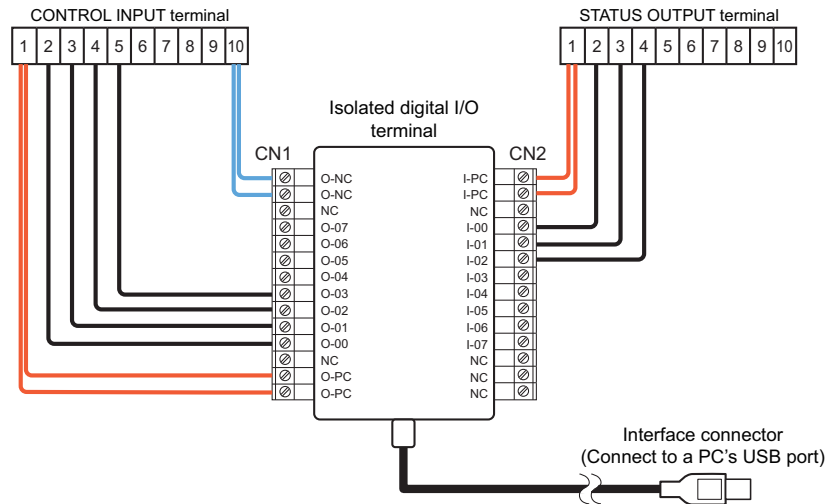 CONTROL INPUT terminal
1 2 3 4 5 6 7 8 9 10
STATUS OUTPUT terminal
1 2 3 4 5 6 7 8 9 10
Isolated digital I/O
terminal
CN1
CN2
O-NC
O-NC
NC
O-07
O-06
O-05
O-04
O-03
O-02
O-01
O-00
NC
O-PC
O-PC
I-PC
I-PC
NC
I-00
I-01
I-02
I-03
I-04
I-05
I-06
I-07
NC
NC
NC
Interface connector
(Connect to a PC's USB port)